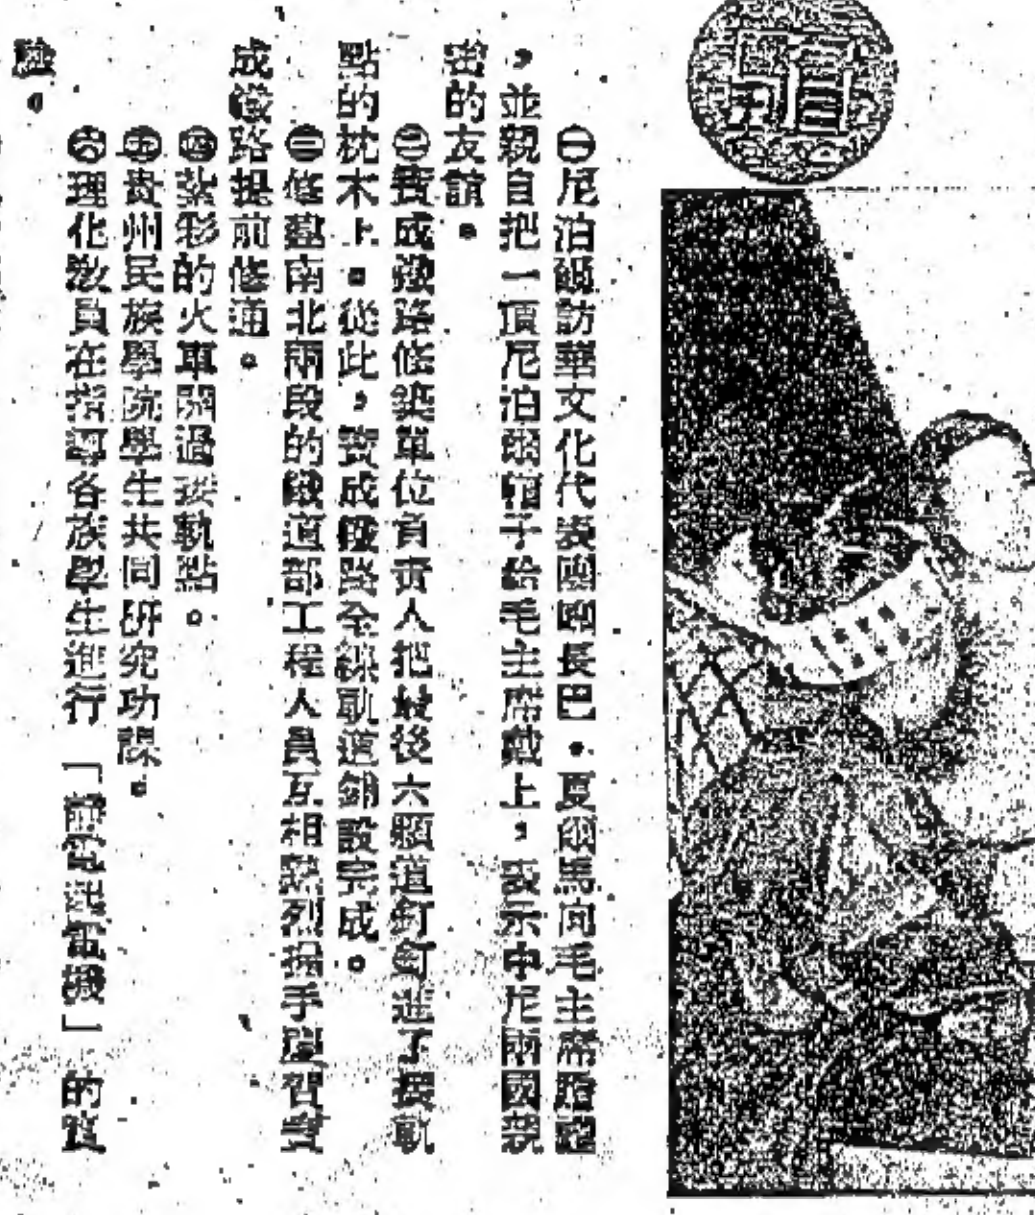 ㊀尼泊爾訪華文化代表團團長巴·夏爾馬向毛主席
，並親自把一頂尼泊爾帽子給毛主席戴上，表示中尼兩國親
密的友誼。
㊁寶成鐵路修築單位負責人把最後六顆道釘釘進了接軌
點的枕木上。從此，寶成鐵路全線軌道鋪設完成。
㊂修築南北兩段的鐵道部工程人員互相熱烈握手慶賀寶
成鐵路提前修通。
㊃紮彩的火車開過接軌點。
㊄貴州民族學院學生共同研究功課。
㊅理化教員在指導各族學生進行「電機」的實
驗。